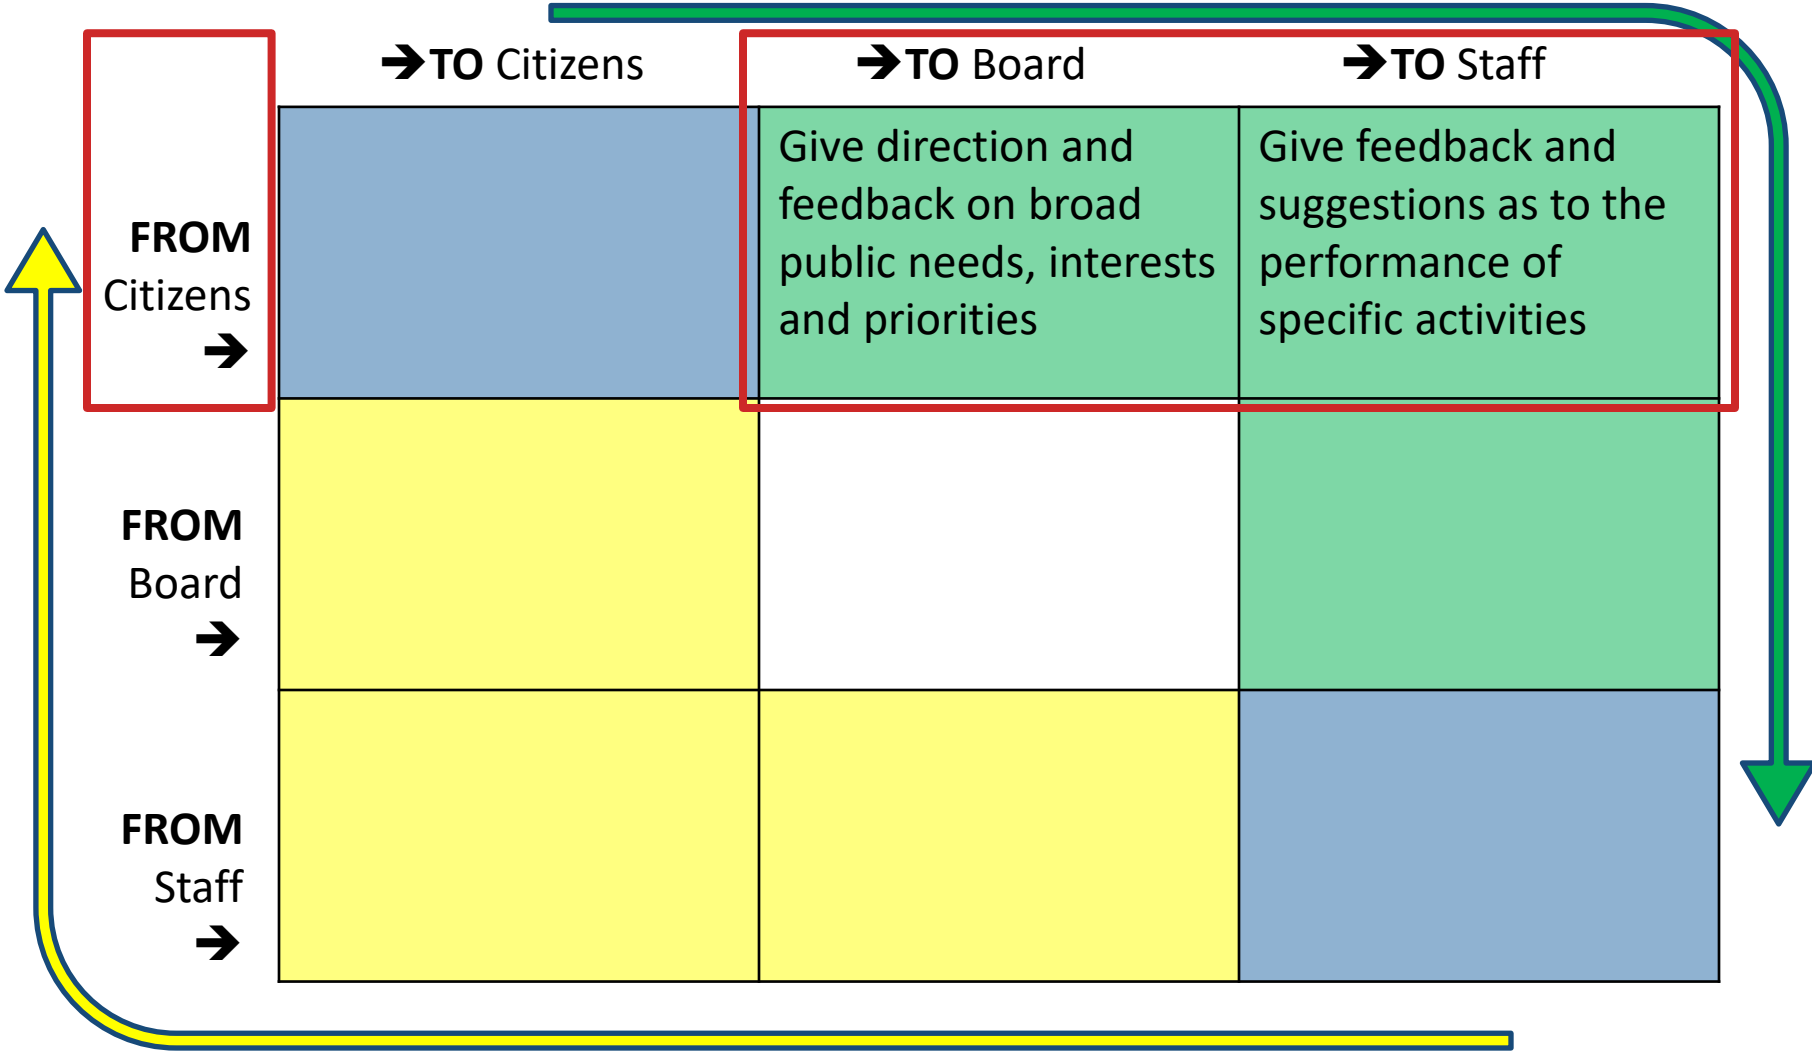 ➔TO Citizens
➔TO Board
➔TO Staff
FROM
Citizens
➔
Give direction and
feedback on broad
public needs, interests
and priorities
Give feedback and
suggestions as to the
performance of
specific activities
FROM
Board
➔
FROM
Staff
➔